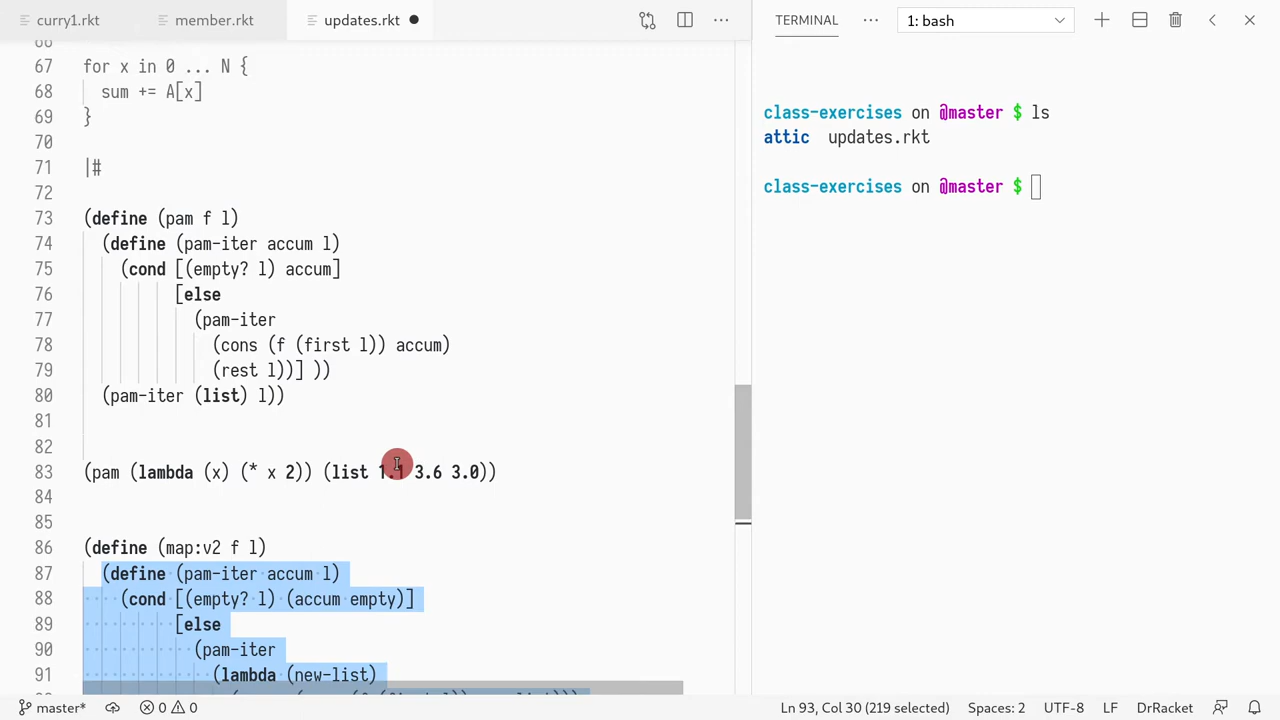 curry1.rkt member.rkt updates.rkt
TERMINAL 1: bash
67 for x in 0 ... N {
68 sum += A[x]
69 }
70
71 |#
72
73 (define (pam f l)
74 (define (pam-iter accum l)
75 (cond [(empty? l) accum]
76 [else
77 (pam-iter
78 (cons (f (first l)) accum)
79 (rest l))] ))
80 (pam-iter (list) l))
81
82
83 (pam (lambda (x) (* x 2)) (list 1.1 3.6 3.0))
84
85
86 (define (map:v2 f l)
87 (define (pam-iter accum l)
88 (cond [(empty? l) (accum empty)]
89 [else
90 (pam-iter
91 (lambda (new-list)
class-exercises on @master $ ls
attic updates.rkt
class-exercises on @master $
master* 0 0 Ln 93, Col 30 (219 selected) Spaces: 2 UTF-8 LF DrRacket